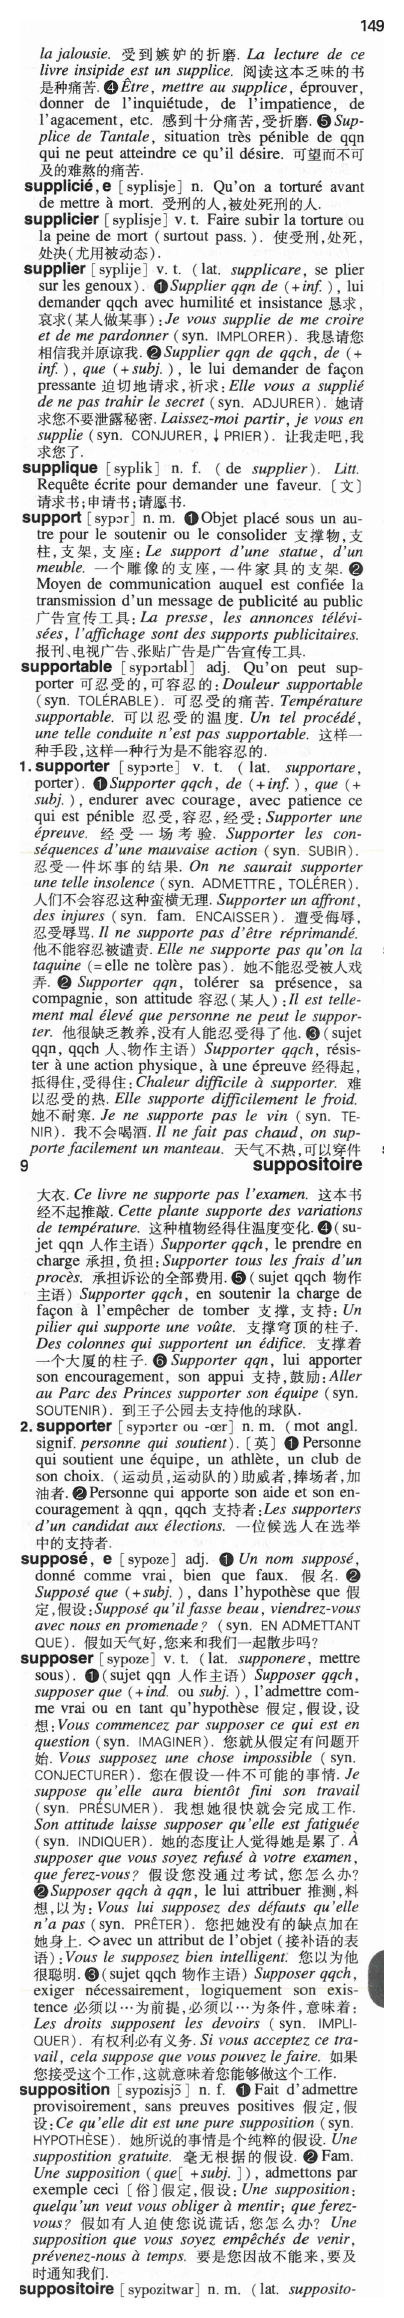 149
la jalousie. 受到嫉妒的折磨. La lecture de ce
livre insipide est un supplice. 阅读这本乏味的书
是种痛苦. ❹ Être, mettre au supplice, éprouver,
donner de l'inquiétude, de l'impatience, de
l'agacement, etc. 感到十分痛苦,受折磨. ❺ Sup-
plice de Tantale, situation très pénible de qqn
qui ne peut atteindre ce qu'il désire. 可望而不可
及的难熬的痛苦.
supplicié, e [syplisje] n. Qu'on a torturé avant
de mettre à mort. 受刑的人,被处死刑的人.
supplicier [syplisje] v. t. Faire subir la torture ou
la peine de mort (surtout pass.). 使受刑,处死,
处决(尤用被动态).
supplier [syplije] v. t. (lat. supplicare, se plier
sur les genoux). ❶ Supplier qqn de (+inf.), lui
demander qqch avec humilité et insistance 恳求,
哀求(某人做某事): Je vous supplie de me croire
et de me pardonner (syn. IMPLORER). 我恳请您
相信我并原谅我. ❷ Supplier qqn de qqch, de (+
inf.), que (+subj.), le lui demander de façon
pressante 迫切地请求,祈求: Elle vous a supplié
de ne pas trahir le secret (syn. ADJURER). 她请
求您不要泄露秘密. Laissez-moi partir, je vous en
supplie (syn. CONJURER, ↓ PRIER). 让我走吧,我
求您了.
supplique [syplik] n. f. (de supplier). Litt.
Requête écrite pour demander une faveur. 〔文〕
请求书;申请书;请愿书.
support [sypɔr] n. m. ❶ Objet placé sous un au-
tre pour le soutenir ou le consolider 支撑物,支
柱,支架,支座: Le support d'une statue, d'un
meuble. 一个雕像的支座,一件家具的支架. ❷
Moyen de communication auquel est confiée la
transmission d'un message de publicité au public
广告宣传工具: La presse, les annonces télévi-
sées, l'affichage sont des supports publicitaires.
报刊、电视广告、张贴广告是广告宣传工具.
supportable [sypɔrtabl] adj. Qu'on peut sup-
porter 可忍受的,可容忍的: Douleur supportable
(syn. TOLÉRABLE). 可忍受的痛苦. Température
supportable. 可以忍受的温度. Un tel procédé,
une telle conduite n'est pas supportable. 这样一
种手段,这样一种行为是不能容忍的.
1. supporter [sypɔrte] v. t. (lat. supportare,
porter). ❶ Supporter qqch, de (+inf.), que (+
subj.), endurer avec courage, avec patience ce
qui est pénible 忍受,容忍,经受: Supporter une
épreuve. 经受一场考验. Supporter les con-
séquences d'une mauvaise action (syn. SUBIR).
忍受一件坏事的结果. On ne saurait supporter
une telle insolence (syn. ADMETTRE, TOLÉRER).
人们不会容忍这种蛮横无理. Supporter un affront,
des injures (syn. fam. ENCAISSER). 遭受侮辱,
忍受辱骂. Il ne supporte pas d'être réprimandé.
他不能容忍被谴责. Elle ne supporte pas qu'on la
taquine (=elle ne tolère pas). 她不能忍受被人戏
弄. ❷ Supporter qqn, tolérer sa présence, sa
compagnie, son attitude 容忍(某人): Il est telle-
ment mal élevé que personne ne peut le suppor-
ter. 他很缺乏教养,没有人能忍受得了他. ❸ (sujet
qqn, qqch 人、物作主语) Supporter qqch, résis-
ter à une action physique, à une épreuve 经得起,
抵得住,受得住: Chaleur difficile à supporter. 难
以忍受的热. Elle supporte difficilement le froid.
她不耐寒. Je ne supporte pas le vin (syn. TE-
NIR). 我不会喝酒. Il ne fait pas chaud, on sup-
porte facilement un manteau. 天气不热,可以穿件
9 suppositoire
大衣. Ce livre ne supporte pas l'examen. 这本书
经不起推敲. Cette plante supporte des variations
de température. 这种植物经得住温度变化. ❹ (su-
jet qqn 人作主语) Supporter qqch, le prendre en
charge 承担,负担: Supporter tous les frais d'un
procès. 承担诉讼的全部费用. ❺ (sujet qqch 物作
主语) Supporter qqch, en soutenir la charge de
façon à l'empêcher de tomber 支撑,支持: Un
pilier qui supporte une voûte. 支撑穹顶的柱子.
Des colonnes qui supportent un édifice. 支撑着
一个大厦的柱子. ❻ Supporter qqn, lui apporter
son encouragement, son appui 支持,鼓励: Aller
au Parc des Princes supporter son équipe (syn.
SOUTENIR). 到王子公园去支持他的球队.
2. supporter [sypɔrtɛr ou -œr] n. m. (mot angl.
signif. personne qui soutient). [英] ❶ Personne
qui soutient une équipe, un athlète, un club de
son choix. (运动员,运动队的)助威者,捧场者,加
油者. ❷ Personne qui apporte son aide et son en-
couragement à qqn, qqch 支持者: Les supporters
d'un candidat aux élections. 一位候选人在选举
中的支持者.
supposé, e [sypoze] adj. ❶ Un nom supposé,
donné comme vrai, bien que faux. 假名. ❷
Supposé que (+subj.), dans l'hypothèse que 假
定,假设: Supposé qu'il fasse beau, viendrez-vous
avec nous en promenade? (syn. EN ADMETTANT
QUE). 假如天气好,您来和我们一起散步吗?
supposer [sypoze] v. t. (lat. supponere, mettre
sous). ❶ (sujet qqn 人作主语) Supposer qqch,
supposer que (+ind. ou subj.), l'admettre com-
me vrai ou en tant qu'hypothèse 假定,假设,设
想: Vous commencez par supposer ce qui est en
question (syn. IMAGINER). 您就从假定有问题开
始. Vous supposez une chose impossible (syn.
CONJECTURER). 您在假设一件不可能的事情. Je
suppose qu'elle aura bientôt fini son travail
(syn. PRÉSUMER). 我想她很快就会完成工作.
Son attitude laisse supposer qu'elle est fatiguée
(syn. INDIQUER). 她的态度让人觉得她是累了. À
supposer que vous soyez refusé à votre examen,
que ferez-vous? 假设您没通过考试,您怎么办?
❷ Supposer qqch à qqn, le lui attribuer 推测,料
想,以为: Vous lui supposez des défauts qu'elle
n'a pas (syn. PRÊTER). 您把她没有的缺点加在
她身上. ◇ avec un attribut de l'objet (接补语的表
语): Vous le supposez bien intelligent. 您以为他
很聪明. ❸ (sujet qqch 物作主语) Supposer qqch,
exiger nécessairement, logiquement son exis-
tence 必须以…为前提,必须以…为条件,意味着:
Les droits supposent les devoirs (syn. IMPLI-
QUER). 有权利必有义务. Si vous acceptez ce tra-
vail, cela suppose que vous pouvez le faire. 如果
您接受这个工作,这就意味着您能够做这个工作.
supposition [sypozisjɔ̃] n. f. ❶ Fait d'admettre
provisoirement, sans preuves positives 假定,假
设: Ce qu'elle dit est une pure supposition (syn.
HYPOTHÈSE). 她所说的事情是个纯粹的假设. Une
suppostition gratuite. 毫无根据的假设. ❷ Fam.
Une supposition (que[ +subj. ]), admettons par
exemple ceci [俗]假定,假设: Une supposition:
quelqu'un veut vous obliger à mentir; que ferez-
vous? 假如有人迫使您说谎话,您怎么办? Une
supposition que vous soyez empêchés de venir,
prévenez-nous à temps. 要是您因故不能来,要及
时通知我们.
suppositoire [sypozitwar] n. m. (lat. supposito-